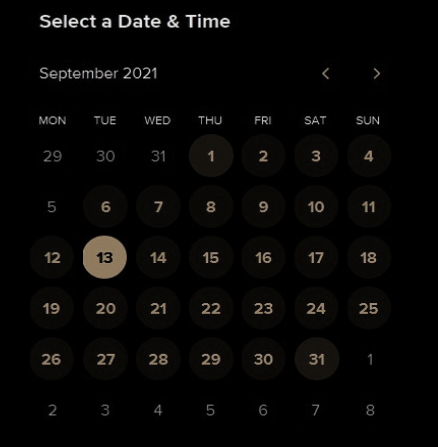 Select a Date & Time
September 2021
MON TUE WED THU FRI SAT SUN
29 30 31 1 2 3 4
5 6 7 8 9 10 11
12 13 14 15 16 17 18
19 20 21 22 23 24 25
26 27 28 29 30 31 1
2 3 4 5 6 7 8